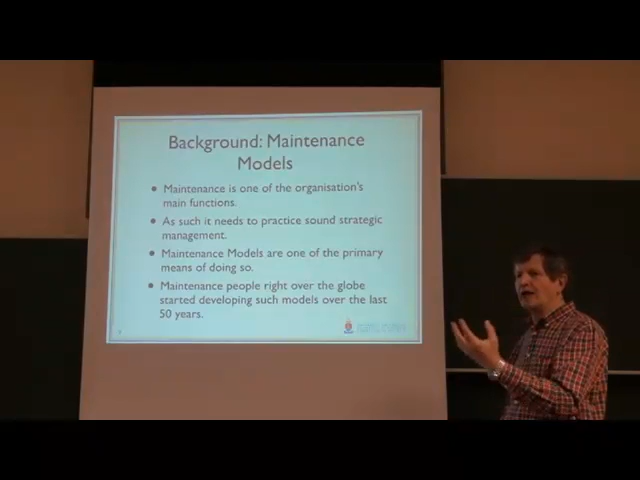 Background: Maintenance
Models
• Maintenance is one of the organisation's
main functions.
• As such it needs to practice sound strategic
management.
• Maintenance Models are one of the primary
means of doing so.
• Maintenance people right over the globe
started developing such models over the last
50 years.